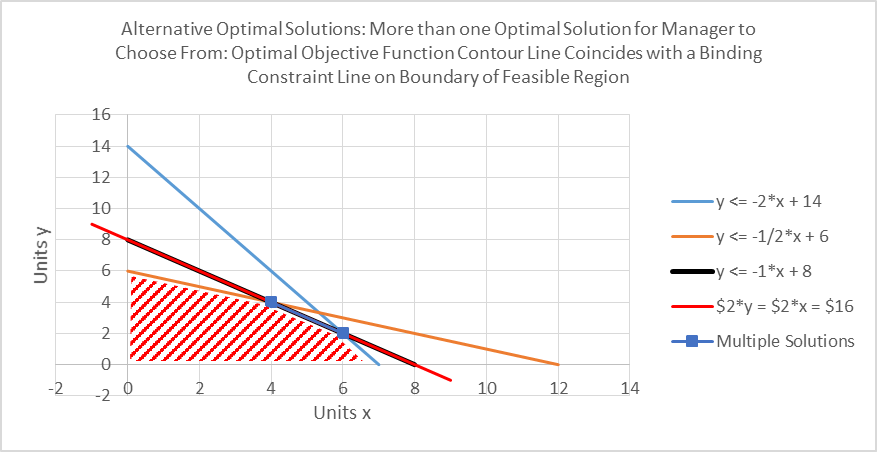 Alternative Optimal Solutions: More than one Optimal Solution for Manager to
Choose From: Optimal Objective Function Contour Line Coincides with a Binding
Constraint Line on Boundary of Feasible Region
16
14
12
10
8
6
4
2
0
-2
-2 0 2 4 6 8 10 12 14
Units y
Units x
y <= -2*x + 14
y <= -1/2*x + 6
y <= -1*x + 8
$2*y = $2*x = $16
Multiple Solutions